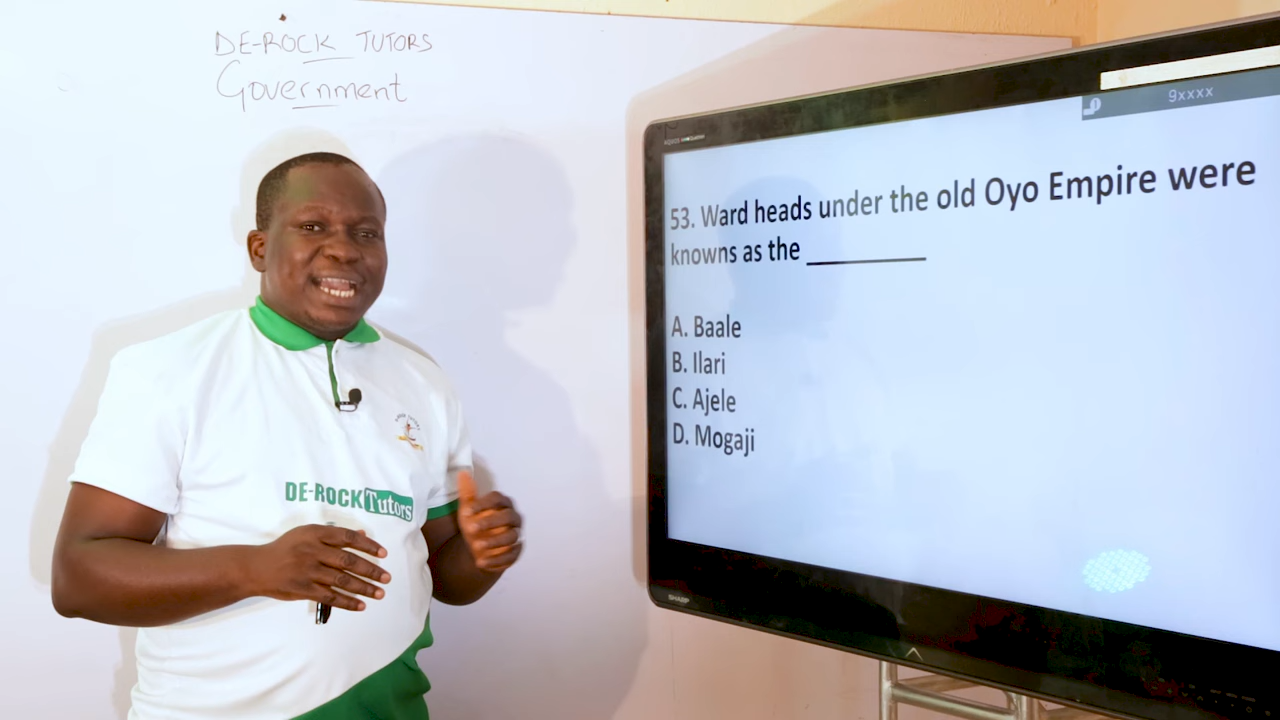 DE-ROCK TUTORS
Government
DE-ROCK Tutors
9xxxx
53. Ward heads under the old Oyo Empire were
knowns as the __________
A. Baale
B. Ilari
C. Ajele
D. Mogaji
SHARP